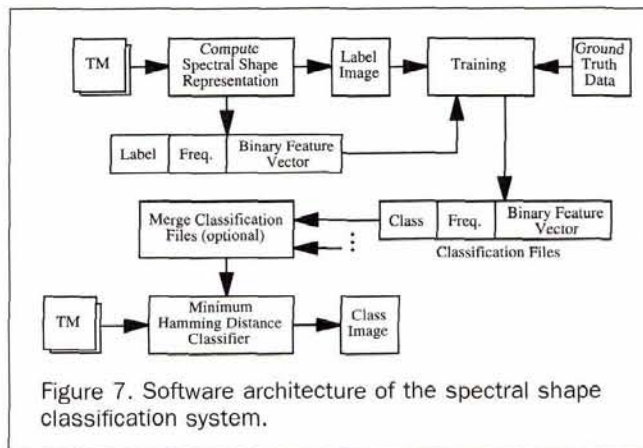 TM
Compute
Spectral Shape
Representation
Label
Image
Training
Ground
Truth
Data
Label
Freq.
Binary Feature
Vector
Merge Classification
Files (optional)
Class
Freq.
Binary Feature
Vector
Classification Files
TM
Minimum
Hamming Distance
Classifier
Class
Image
Figure 7. Software architecture of the spectral shape
classification system.